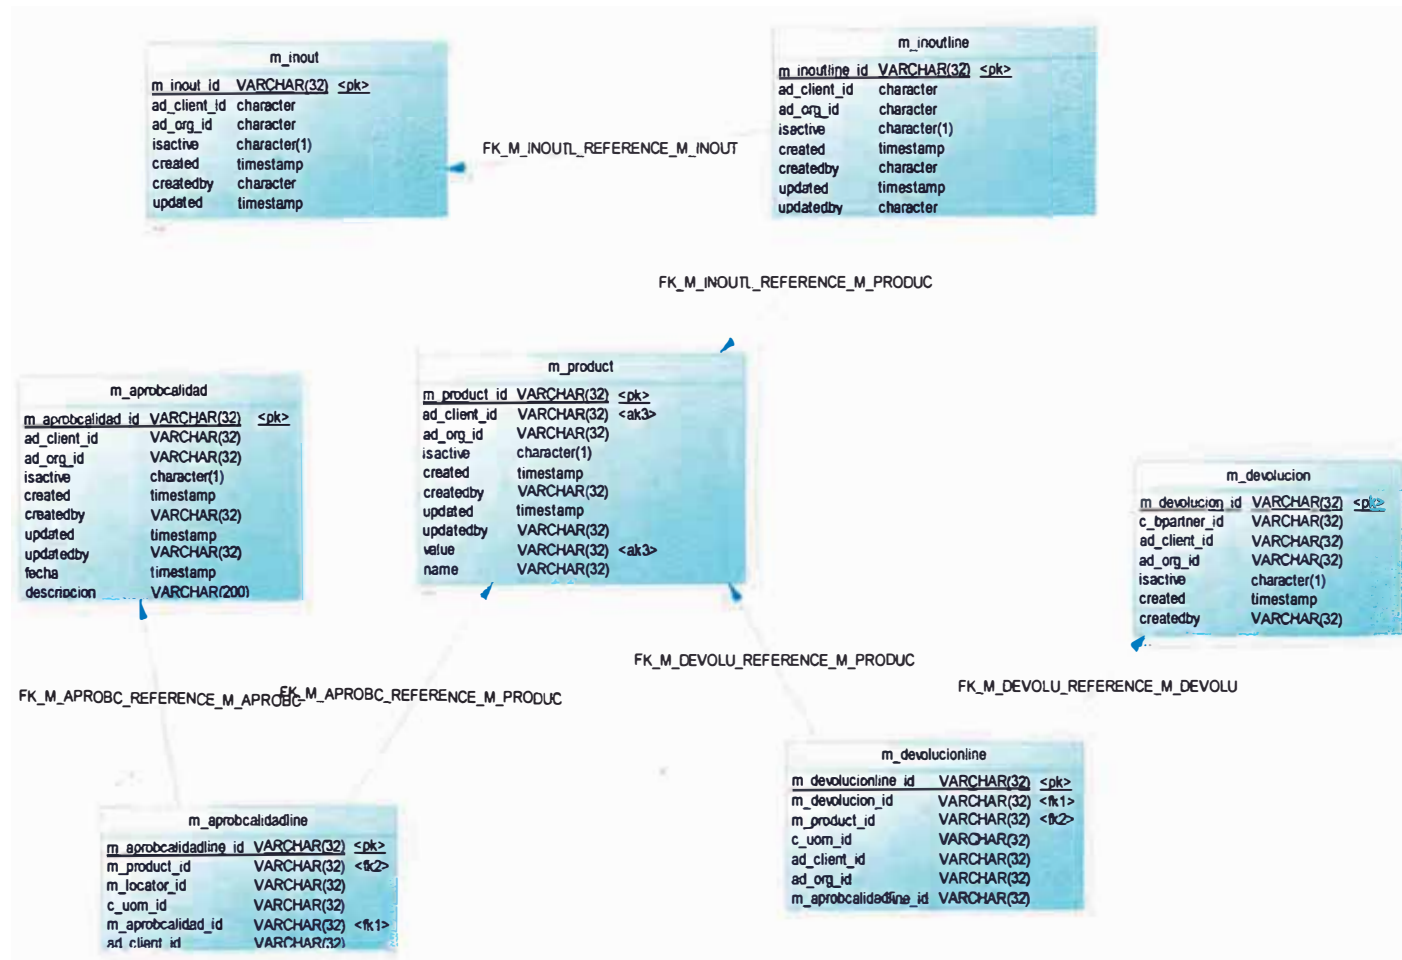 m_inout
m_inout_id VARCHAR(32) <pk>
ad_client_id character
ad_org_id character
isactive character(1)
created timestamp
createdby character
updated timestamp
...
m_inoutline
m_inoutline_id VARCHAR(32) <pk>
ad_client_id character
ad_org_id character
isactive character(1)
created timestamp
createdby character
updated timestamp
updatedby character
FK_M_INOUTL_REFERENCE_M_INOUT
FK_M_INOUTL_REFERENCE_M_PRODUC
m_aprobcalidad
m_aprobcalidad_id VARCHAR(32) <pk>
ad_client_id VARCHAR(32)
ad_org_id VARCHAR(32)
isactive character(1)
created timestamp
createdby VARCHAR(32)
updated timestamp
updatedby VARCHAR(32)
fecha timestamp
descripcion VARCHAR(200)
m_product
m_product_id VARCHAR(32) <pk>
ad_client_id VARCHAR(32) <ak3>
ad_org_id VARCHAR(32)
isactive character(1)
created timestamp
createdby VARCHAR(32)
updated timestamp
updatedby VARCHAR(32)
value VARCHAR(32) <ak3>
name VARCHAR(32)
...
m_devolucion
m_devolucion_id VARCHAR(32) <pk>
c_bpartner_id VARCHAR(32)
ad_client_id VARCHAR(32)
ad_org_id VARCHAR(32)
isactive character(1)
created timestamp
createdby VARCHAR(32)
...
FK_M_APROBC_REFERENCE_M_APROBC
FK_M_APROBC_REFERENCE_M_PRODUC
FK_M_DEVOLU_REFERENCE_M_PRODUC
FK_M_DEVOLU_REFERENCE_M_DEVOLU
m_aprobcalidadline
m_aprobcalidadline_id VARCHAR(32) <pk>
m_product_id VARCHAR(32) <fk2>
m_locator_id VARCHAR(32)
c_uom_id VARCHAR(32)
m_aprobcalidad_id VARCHAR(32) <fk1>
ad_client_id VARCHAR(32)
m_devolucionline
m_devolucionline_id VARCHAR(32) <pk>
m_devolucion_id VARCHAR(32) <fk1>
m_product_id VARCHAR(32) <fk2>
c_uom_id VARCHAR(32)
ad_client_id VARCHAR(32)
ad_org_id VARCHAR(32)
m_aprobcalidadline_id VARCHAR(32)